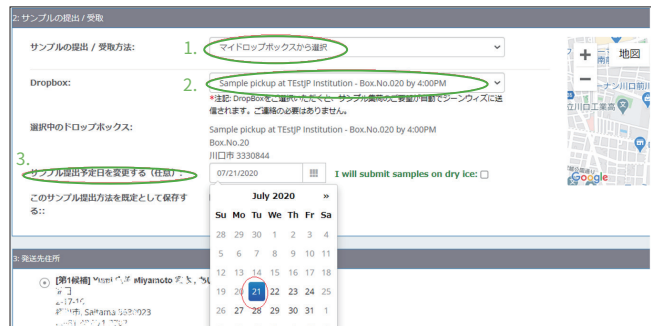 2: サンプルの提出 / 受取
サンプルの提出 / 受取方法:
1.
マイドロップボックスから選択
Dropbox:
2.
Sample pickup at TEstJP Institution - Box.No.020 by 4:00PM
*注記: DropBoxをご選択いただくと、サンプル集荷のご要望が自動でジーンウィズに送
信されます。ご連絡の必要はありません。
選択中のドロップボックス:
Sample pickup at TEstJP Institution - Box.No.020 by 4:00PM
Box.No.20
川口市 3330844
3.
サンプル提出予定日を変更する（任意）:
07/21/2020
I will submit samples on dry ice:
このサンプル提出方法を既定として保存す
る::
July 2020 »
Su Mo Tu We Th Fr Sa
28 29 30 1 2 3 4
5 6 7 8 9 10 11
12 13 14 15 16 17 18
19 20 21 22 23 24 25
26 27 28 29 30 31 1
+
−
地図
Google
3: 発送先住所
[第1候補]
Miyamoto
Saitama